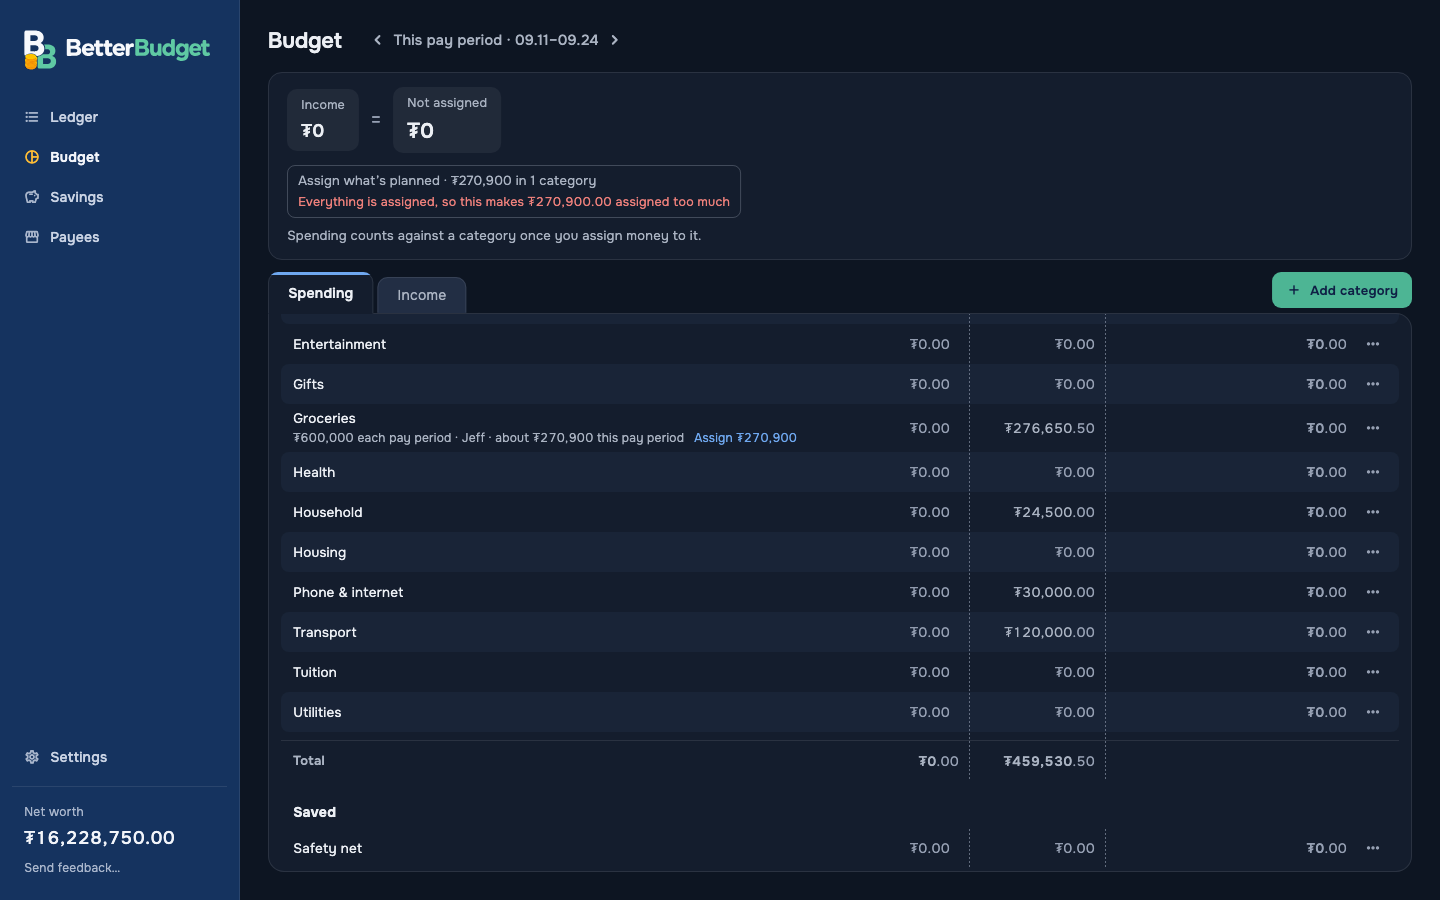 BetterBudget
Ledger
Budget
Savings
Payees
Settings
Net worth
₮16,228,750.00
Send feedback...
Budget
This pay period · 09.11–09.24
Income
₮0
=
Not assigned
₮0
Assign what's planned · ₮270,900 in 1 category
Everything is assigned, so this makes ₮270,900.00 assigned too much
Spending counts against a category once you assign money to it.
Spending
Income
+ Add category
Entertainment ₮0.00 ₮0.00 ₮0.00
Gifts ₮0.00 ₮0.00 ₮0.00
Groceries
₮600,000 each pay period · Jeff · about ₮270,900 this pay period Assign ₮270,900
₮0.00 ₮276,650.50 ₮0.00
Health ₮0.00 ₮0.00 ₮0.00
Household ₮0.00 ₮24,500.00 ₮0.00
Housing ₮0.00 ₮0.00 ₮0.00
Phone & internet ₮0.00 ₮30,000.00 ₮0.00
Transport ₮0.00 ₮120,000.00 ₮0.00
Tuition ₮0.00 ₮0.00 ₮0.00
Utilities ₮0.00 ₮0.00 ₮0.00
Total ₮0.00 ₮459,530.50
Saved
Safety net ₮0.00 ₮0.00 ₮0.00